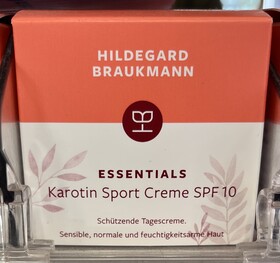 HILDEGARD
BRAUKMANN
ESSENTIALS
Karotin Sport Creme SPF 10
Schützende Tagescreme.
Sensible, normale und feuchtigkeitsarme Haut